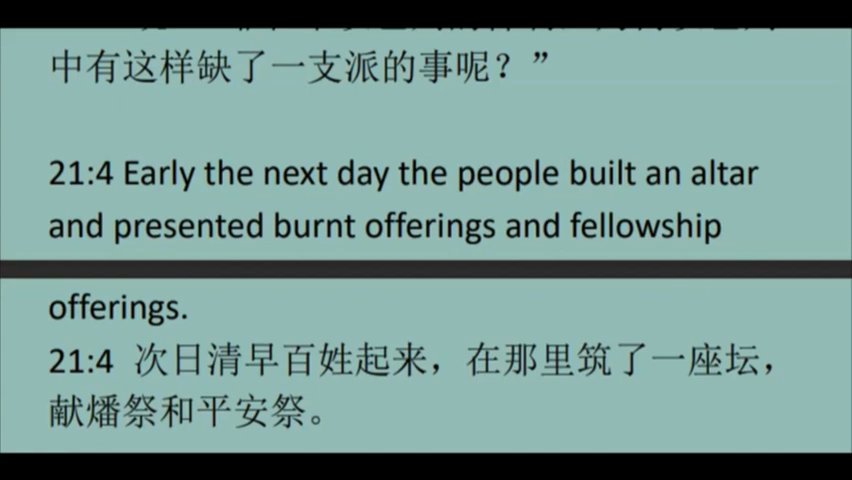 中有这样缺了一支派的事呢？”
21:4 Early the next day the people built an altar
and presented burnt offerings and fellowship
offerings.
21:4 次日清早百姓起来，在那里筑了一座坛，
献燔祭和平安祭。